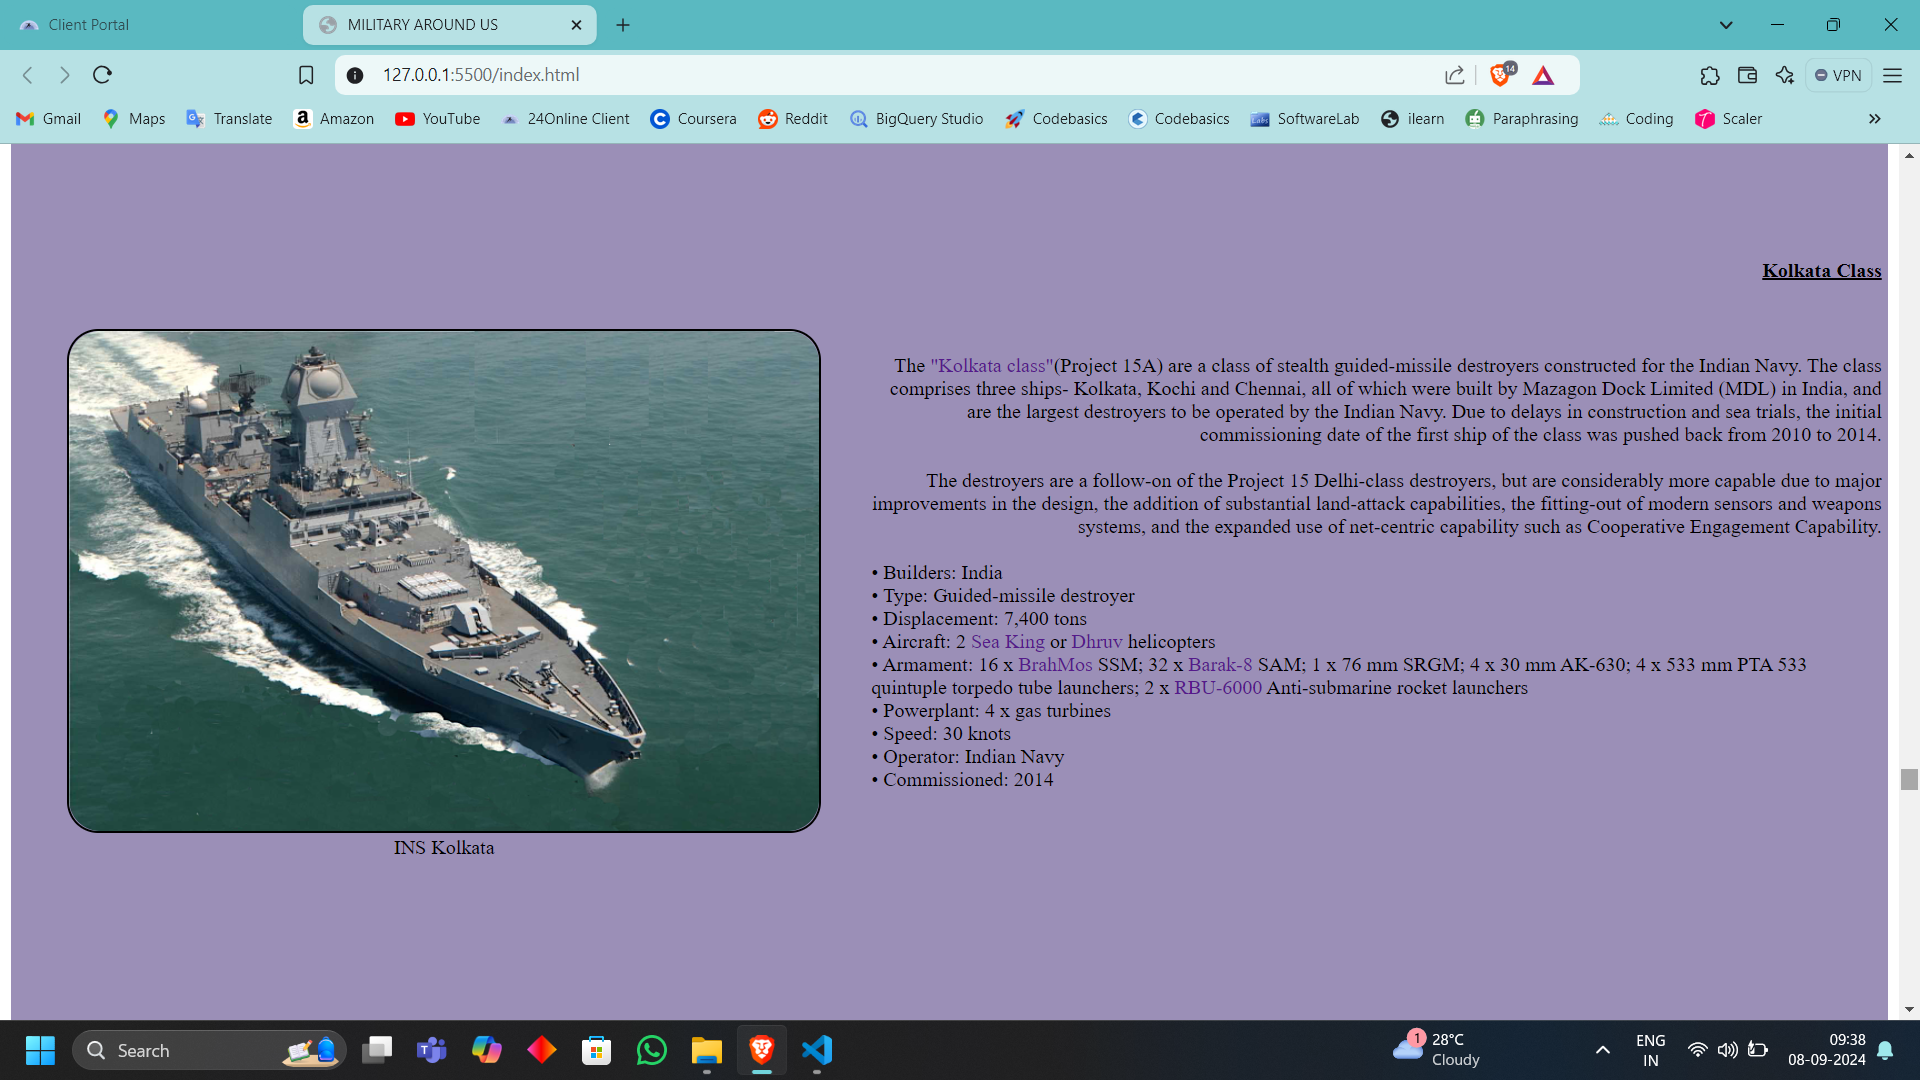 Client Portal
MILITARY AROUND US
127.0.0.1:5500/index.html
14
VPN
Gmail Maps Translate Amazon YouTube 24Online Client Coursera Reddit BigQuery Studio Codebasics Codebasics SoftwareLab ilearn Paraphrasing Coding Scaler
Kolkata Class
The "Kolkata class"(Project 15A) are a class of stealth guided-missile destroyers constructed for the Indian Navy. The class
comprises three ships- Kolkata, Kochi and Chennai, all of which were built by Mazagon Dock Limited (MDL) in India, and
are the largest destroyers to be operated by the Indian Navy. Due to delays in construction and sea trials, the initial
commissioning date of the first ship of the class was pushed back from 2010 to 2014.
The destroyers are a follow-on of the Project 15 Delhi-class destroyers, but are considerably more capable due to major
improvements in the design, the addition of substantial land-attack capabilities, the fitting-out of modern sensors and weapons
systems, and the expanded use of net-centric capability such as Cooperative Engagement Capability.
• Builders: India
• Type: Guided-missile destroyer
• Displacement: 7,400 tons
• Aircraft: 2 Sea King or Dhruv helicopters
• Armament: 16 x BrahMos SSM; 32 x Barak-8 SAM; 1 x 76 mm SRGM; 4 x 30 mm AK-630; 4 x 533 mm PTA 533
quintuple torpedo tube launchers; 2 x RBU-6000 Anti-submarine rocket launchers
• Powerplant: 4 x gas turbines
• Speed: 30 knots
• Operator: Indian Navy
• Commissioned: 2014
INS Kolkata
Search
1
28°C
Cloudy
ENG
IN
09:38
08-09-2024